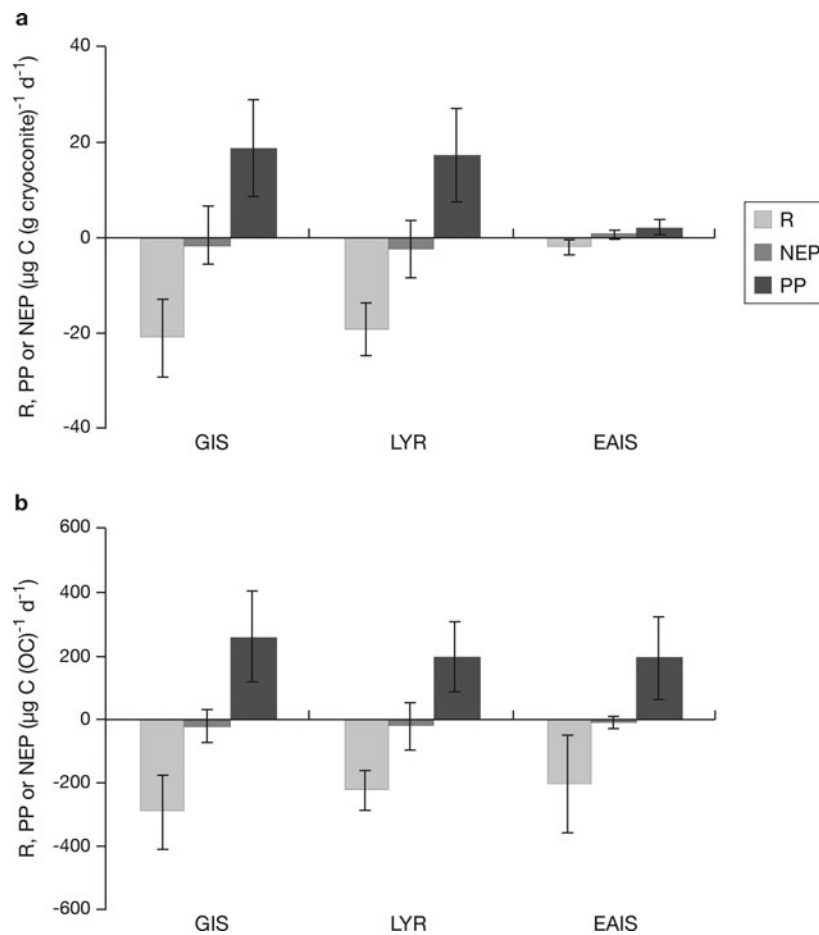 a
R, PP or NEP (µg C (g cryoconite)⁻¹ d⁻¹)
40
20
0
-20
-40
GIS LYR EAIS
R
NEP
PP
b
R, PP or NEP (µg C (OC)⁻¹ d⁻¹)
600
400
200
0
-200
-400
-600
GIS LYR EAIS